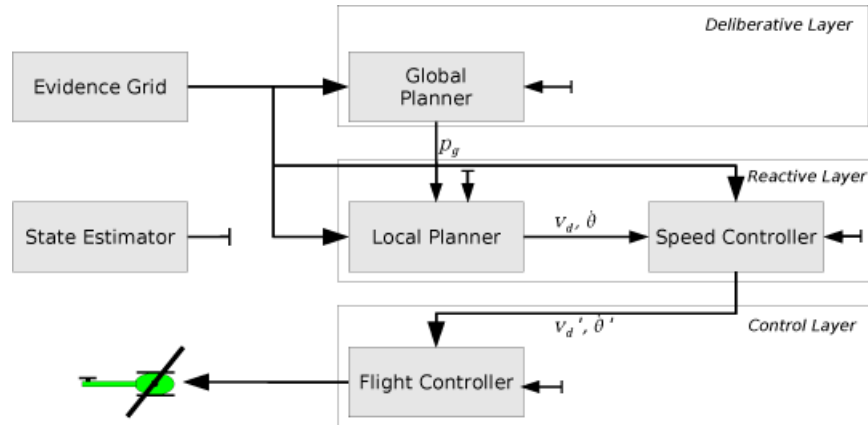 Deliberative Layer
Evidence Grid
Global
Planner
p_g
Reactive Layer
State Estimator
Local Planner
v_d, θ̇
Speed Controller
v_d', θ̇'
Control Layer
Flight Controller